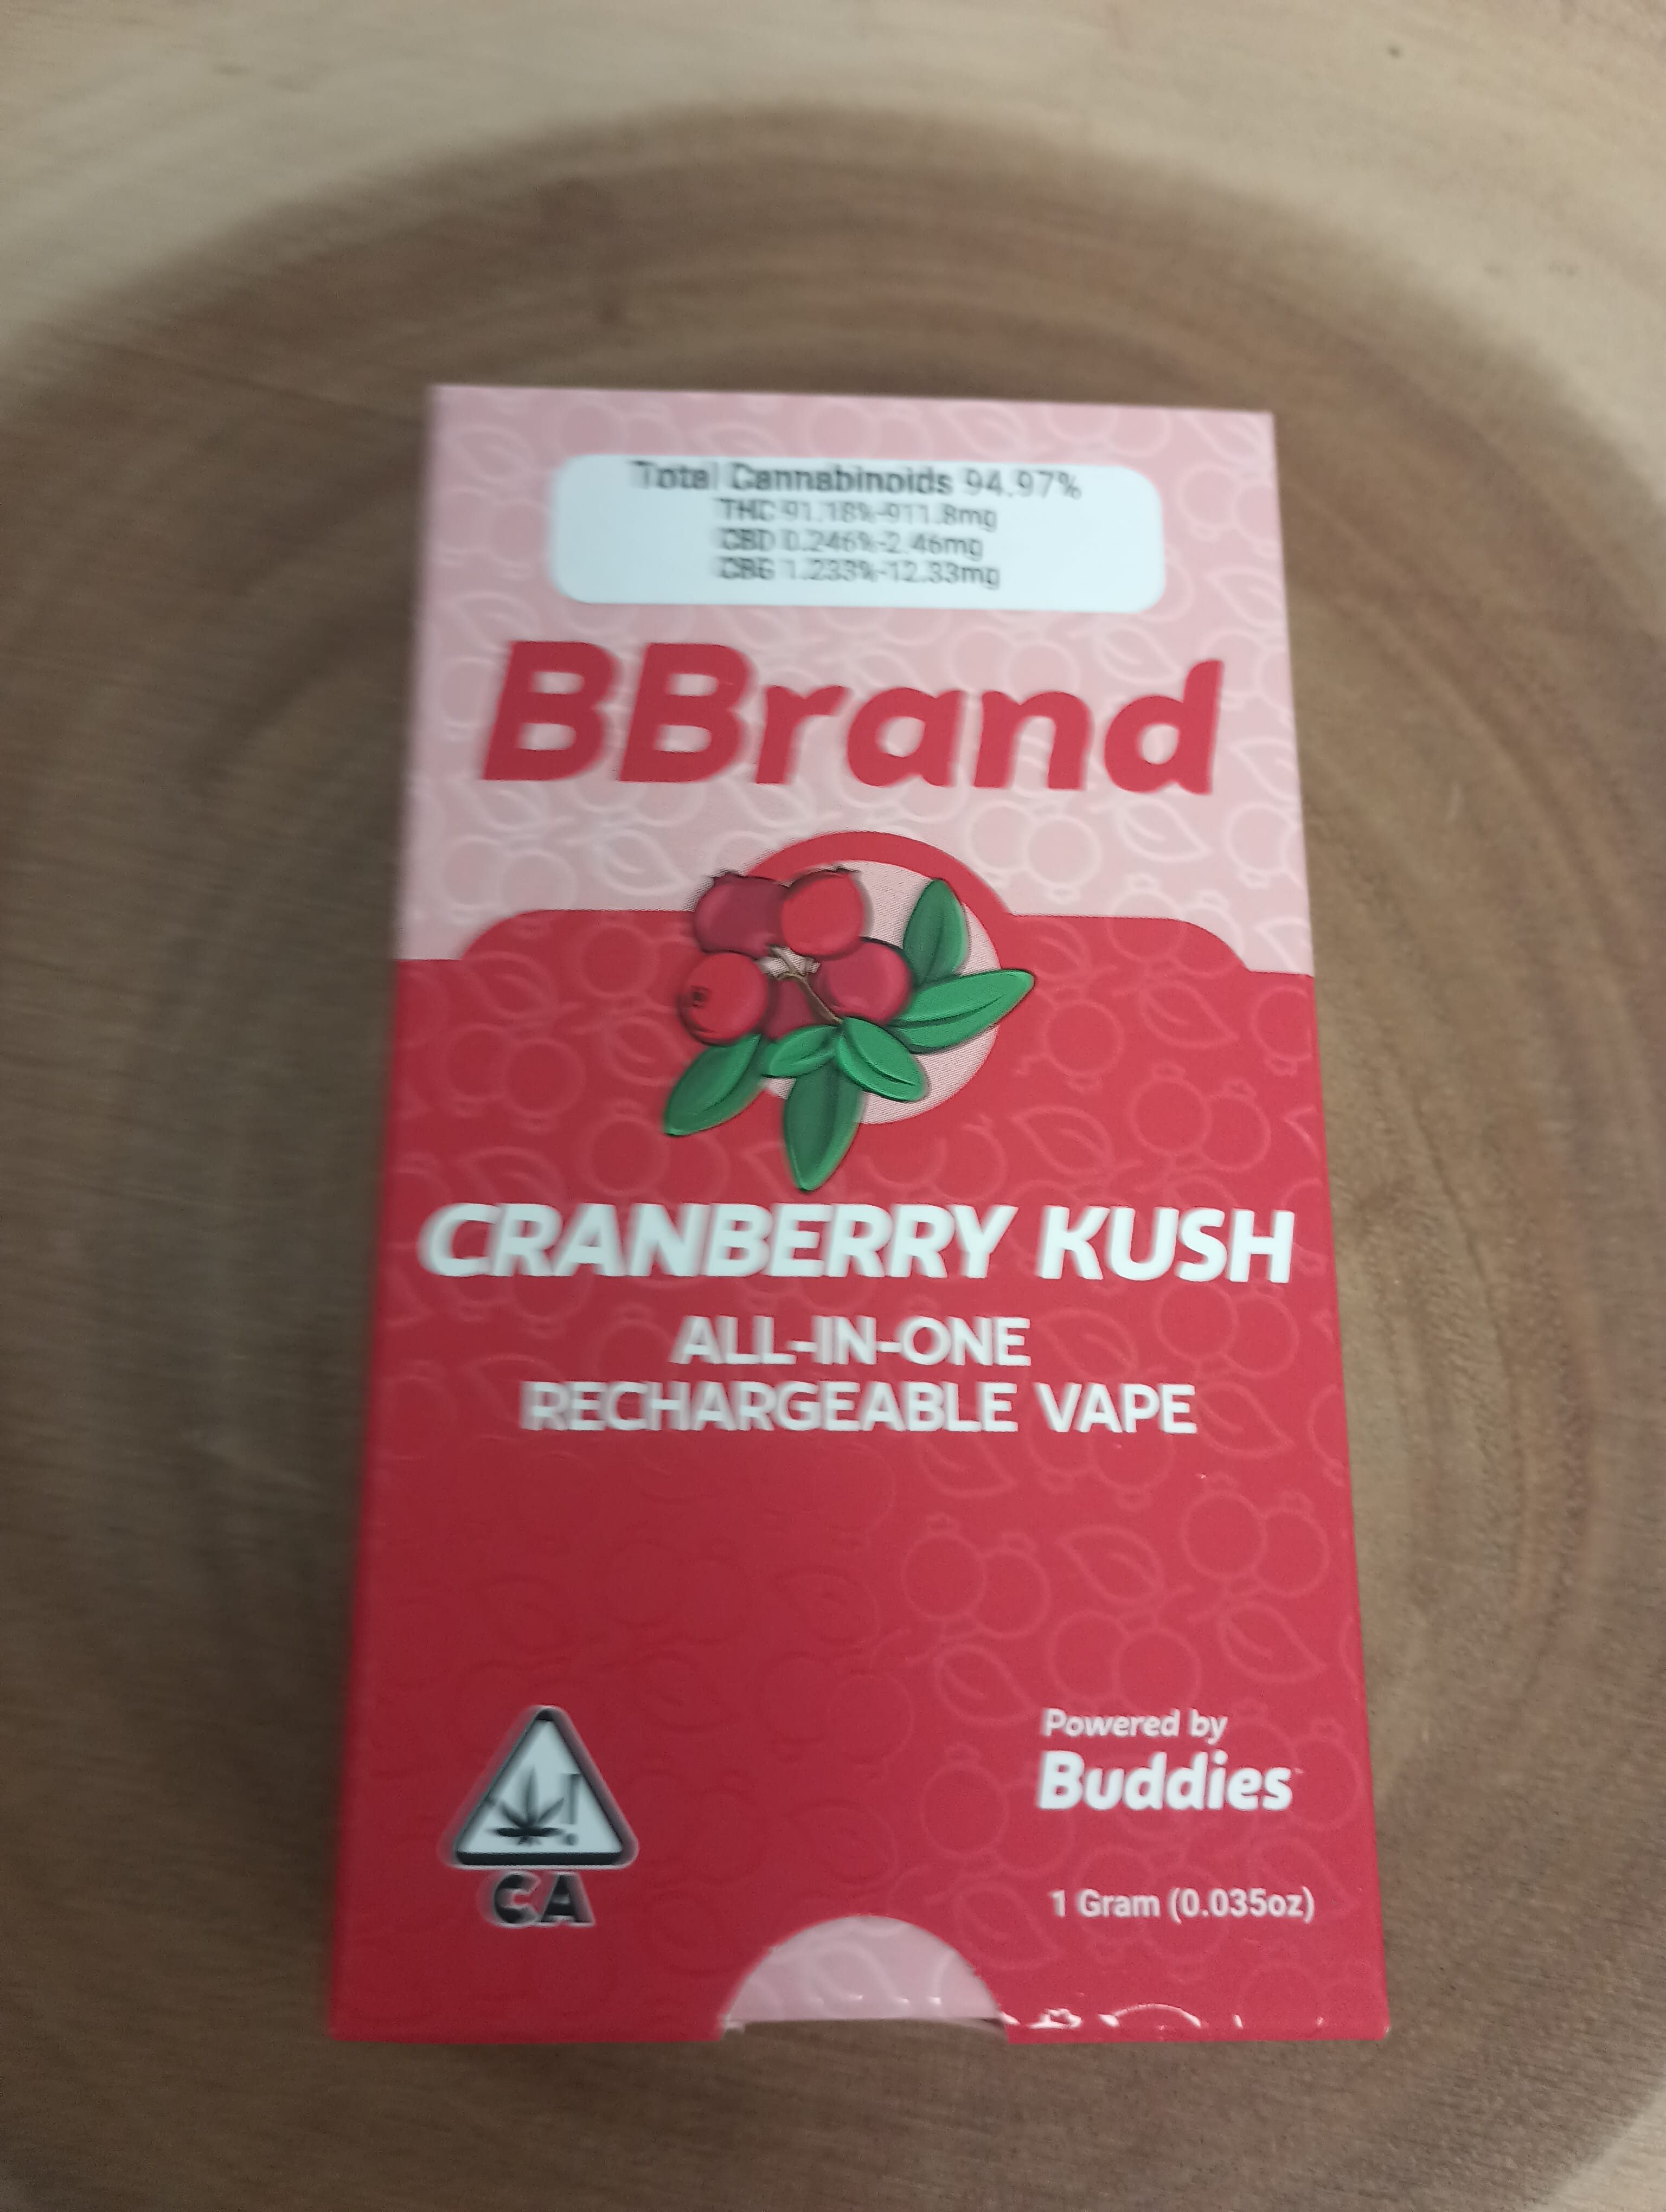 Total Cannabinoids 94.97%
THC 91.18%-911.8mg
CBD 0.246%-2.46mg
CBG 1.233%-12.33mg
BBrand
CRANBERRY KUSH
ALL-IN-ONE
RECHARGEABLE VAPE
Powered by
Buddies
!
CA
1 Gram (0.035oz)